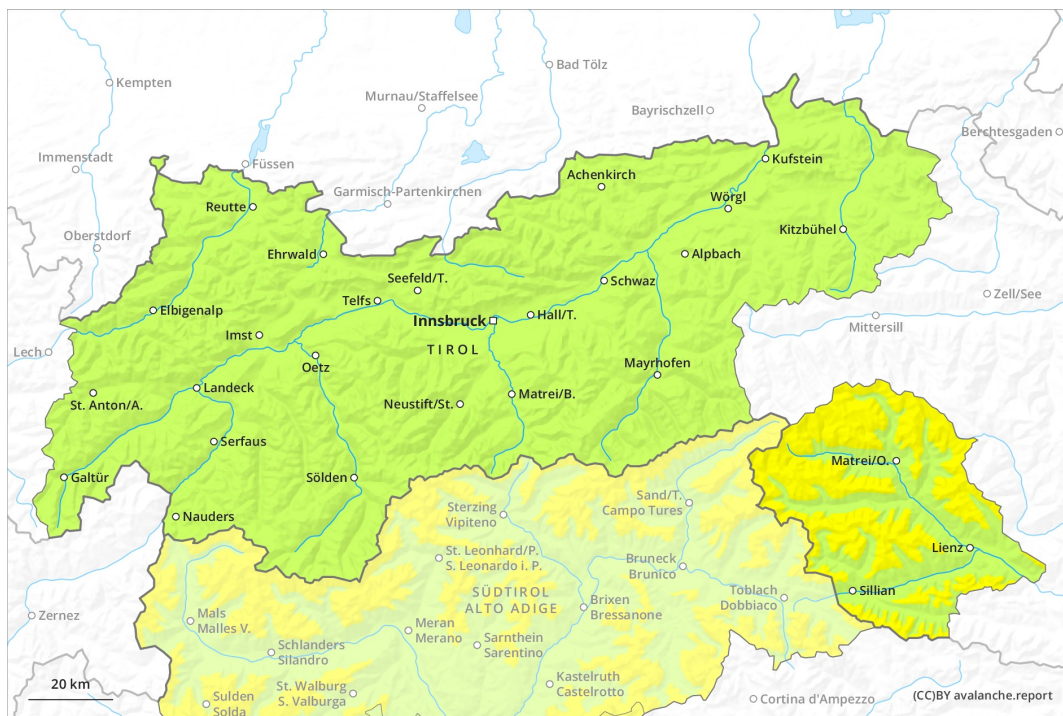 Kempten
Bad Tölz
Murnau/Staffelsee
Bayrischzell
Berchtesgaden
Immenstadt
Füssen
Kufstein
Achenkirch
Garmisch-Partenkirchen
Wörgl
Reutte
Oberstdorf
Kitzbühel
Ehrwald
Alpbach
Seefeld/T.
Schwaz
Zell/See
Telfs
Elbigenalp
Hall/T.
Innsbruck
Mittersill
Imst
TIROL
Lech
Oetz
Mayrhofen
Landeck
St. Anton/A.
Neustift/St.
Matrei/B.
Serfaus
Matrei/O.
Galtür
Sölden
Sand/T.
Campo Tures
Sterzing
Vipiteno
Nauders
Lienz
St. Leonhard/P.
S. Leonardo i. P.
Bruneck
Brunico
SÜDTIROL
ALTO ADIGE
Toblach
Dobbiaco
Sillian
Brixen
Bressanone
Zernez
Mals
Malles V.
Meran
Merano
Sarnthein
Sarentino
Schlanders
Silandro
Kastelruth
Castelrotto
20 km
St. Walburg
S. Valburga
Sulden
Solda
Cortina d'Ampezzo
(CC)BY avalanche.report